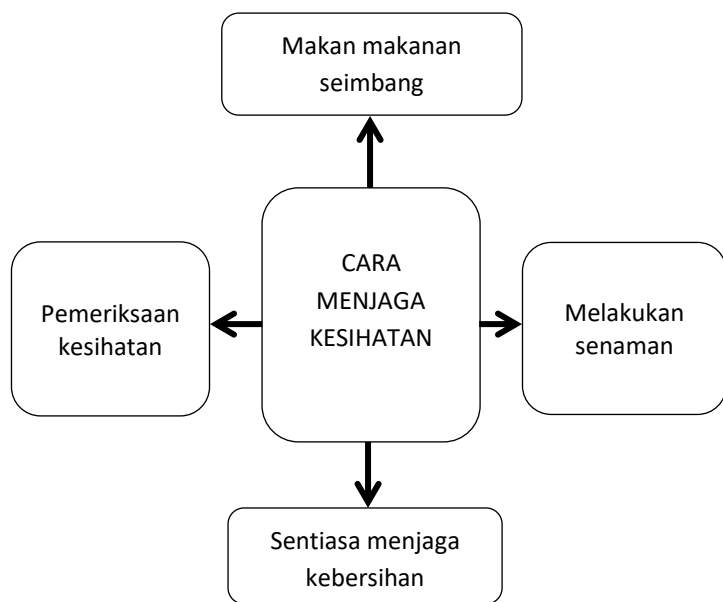 Makan makanan
seimbang
CARA
MENJAGA
KESIHATAN
Pemeriksaan
kesihatan
Melakukan
senaman
Sentiasa menjaga
kebersihan